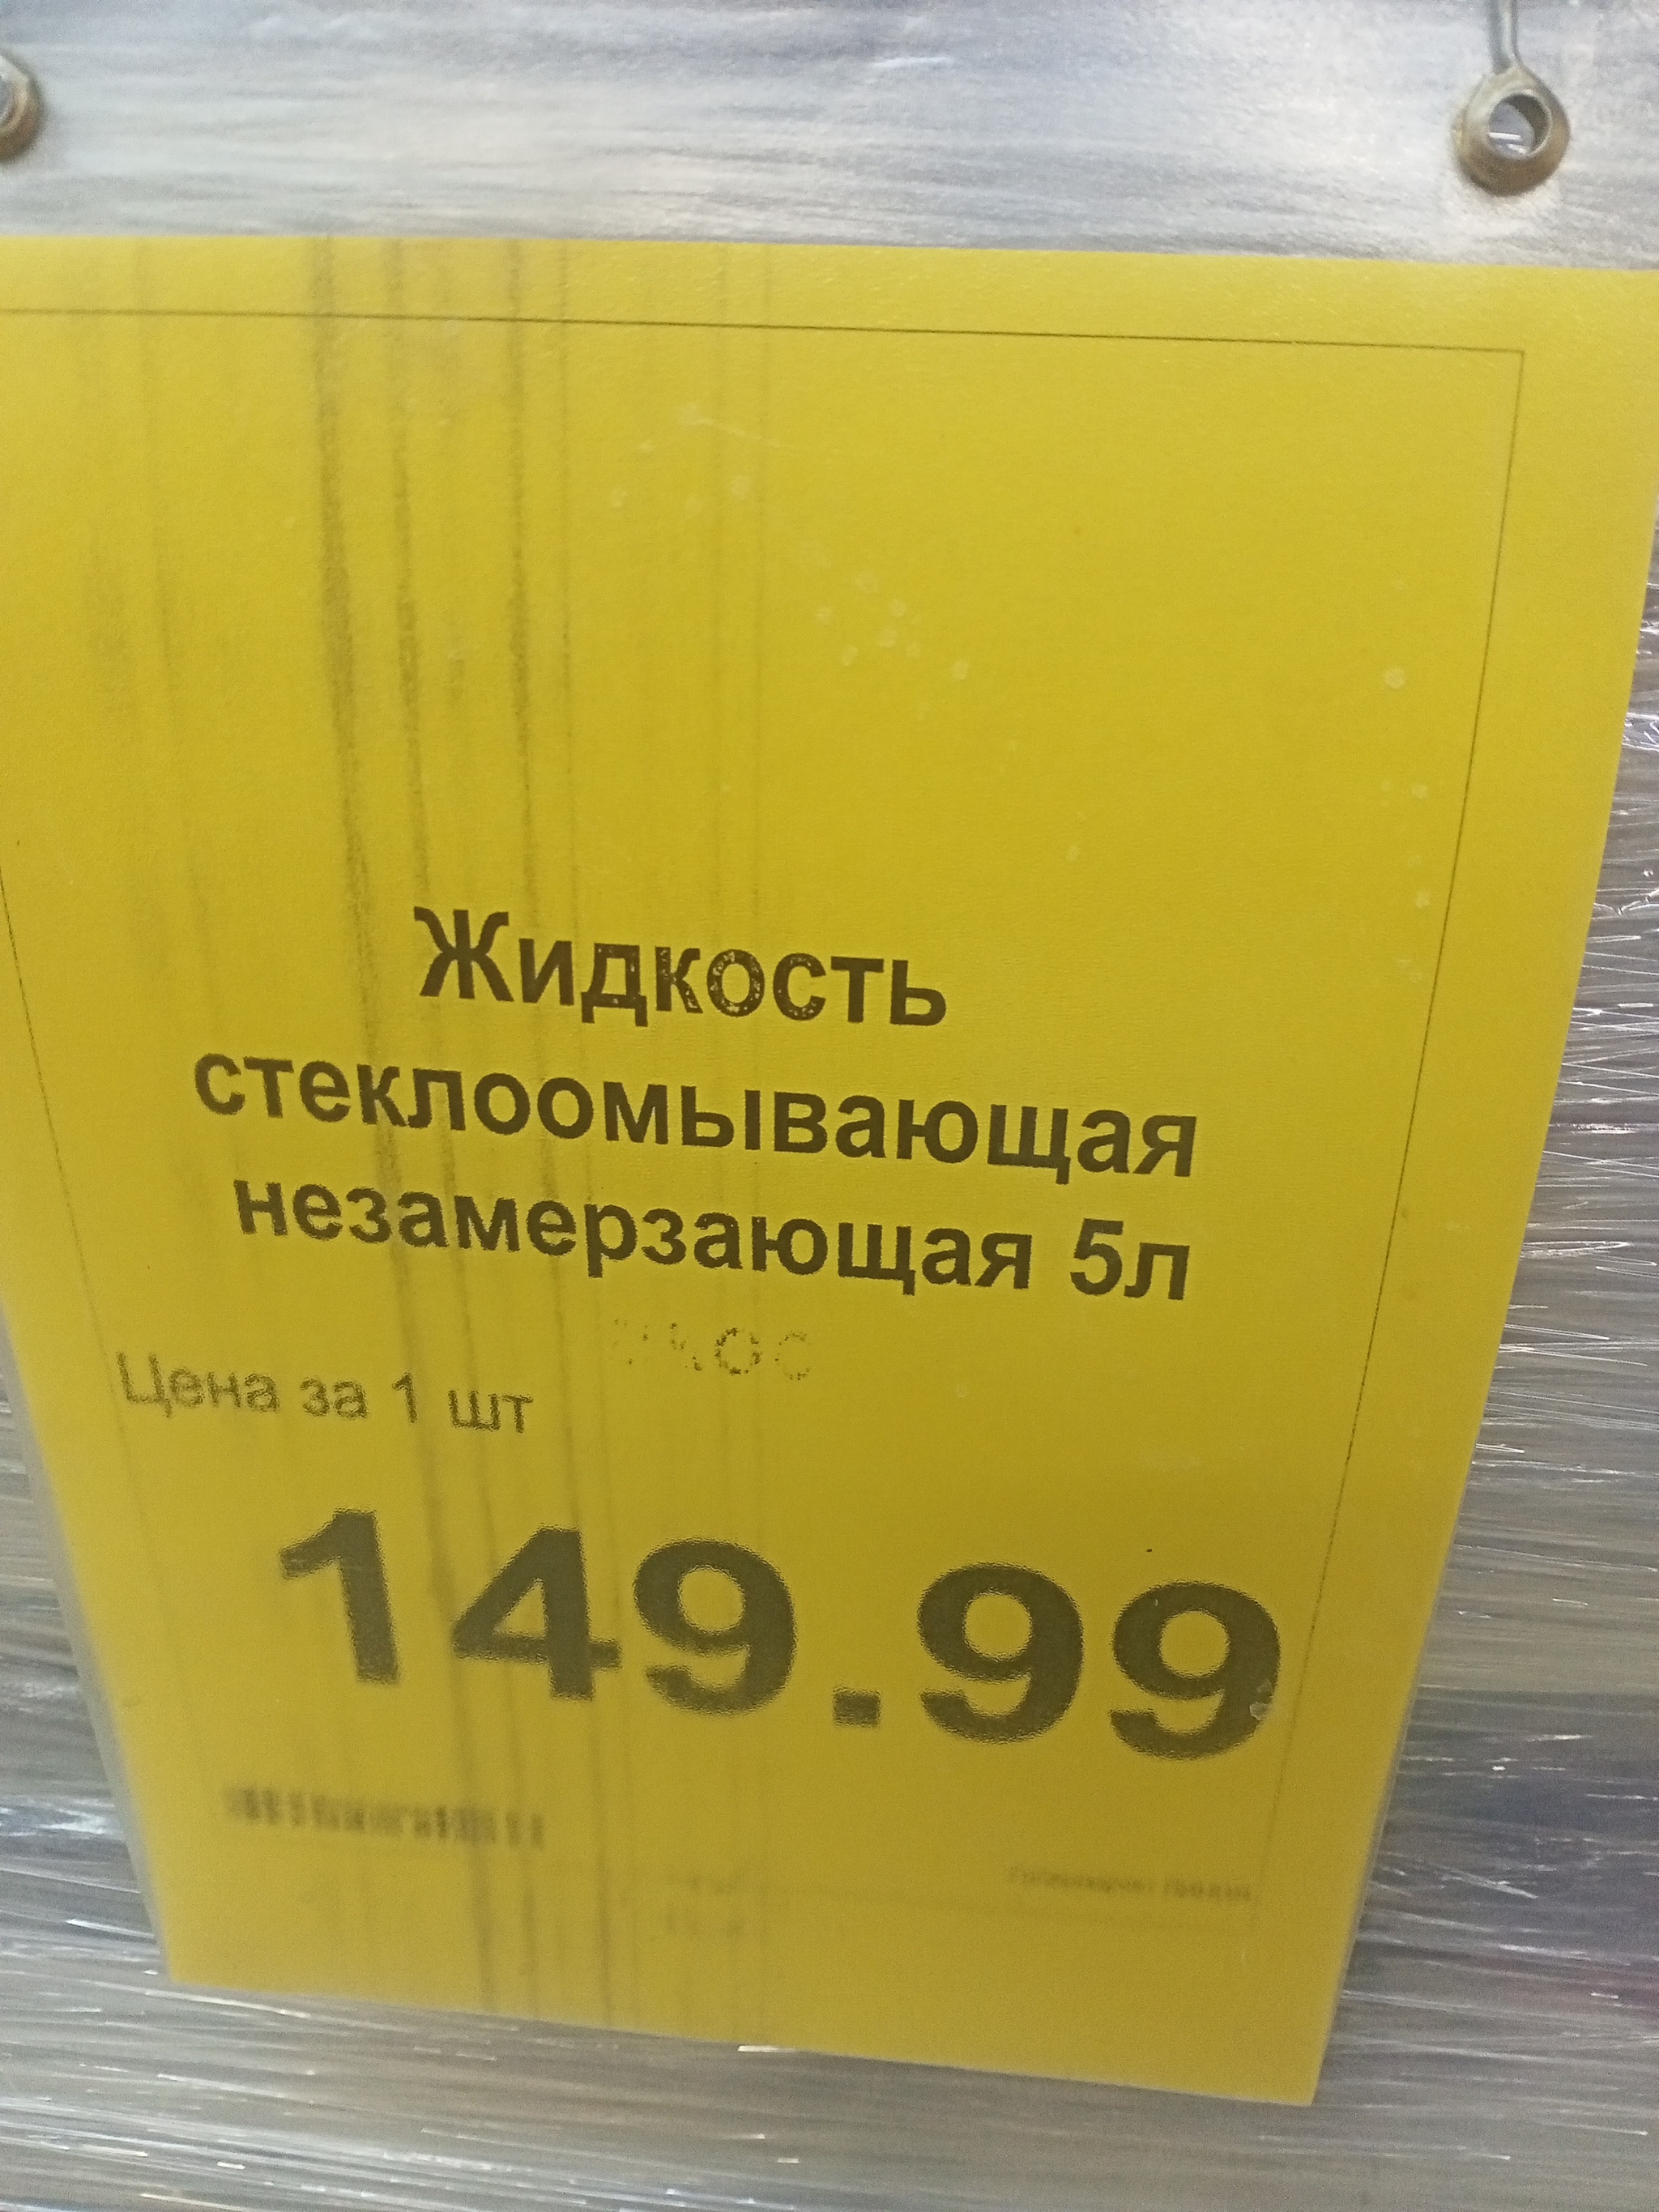 Жидкость
стеклоомывающая
незамерзающая 5л
Цена за 1 шт
149.99